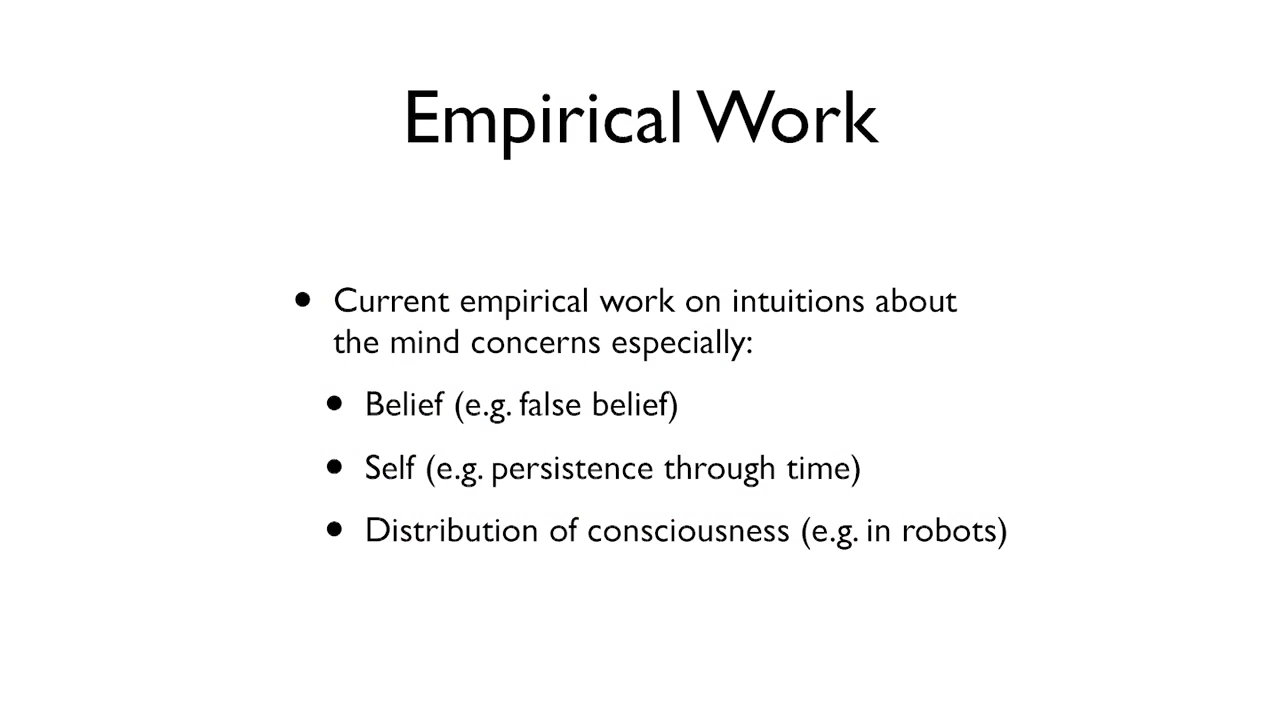 Empirical Work
• Current empirical work on intuitions about
the mind concerns especially:
• Belief (e.g. false belief)
• Self (e.g. persistence through time)
• Distribution of consciousness (e.g. in robots)